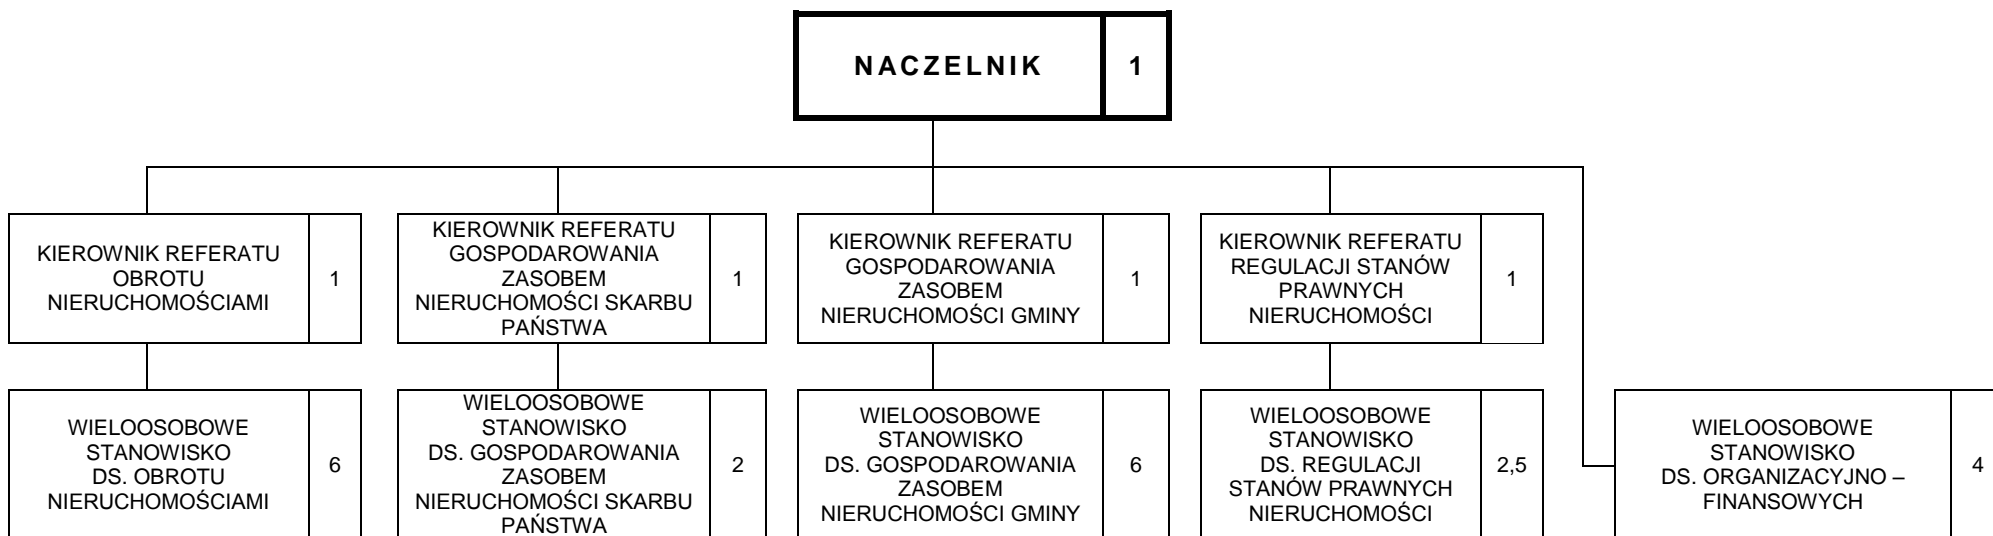 NACZELNIK
1
KIEROWNIK REFERATU
OBROTU
NIERUCHOMOŚCIAMI
1
KIEROWNIK REFERATU
GOSPODAROWANIA
ZASOBEM
NIERUCHOMOŚCI SKARBU
PAŃSTWA
1
KIEROWNIK REFERATU
GOSPODAROWANIA
ZASOBEM
NIERUCHOMOŚCI GMINY
1
KIEROWNIK REFERATU
REGULACJI STANÓW
PRAWNYCH
NIERUCHOMOŚCI
1
WIELOOSOBOWE
STANOWISKO
DS. OBROTU
NIERUCHOMOŚCIAMI
6
WIELOOSOBOWE
STANOWISKO
DS. GOSPODAROWANIA
ZASOBEM
NIERUCHOMOŚCI SKARBU
PAŃSTWA
2
WIELOOSOBOWE
STANOWISKO
DS. GOSPODAROWANIA
ZASOBEM
NIERUCHOMOŚCI GMINY
6
WIELOOSOBOWE
STANOWISKO
DS. REGULACJI
STANÓW PRAWNYCH
NIERUCHOMOŚCI
2,5
WIELOOSOBOWE
STANOWISKO
DS. ORGANIZACYJNO –
FINANSOWYCH
4